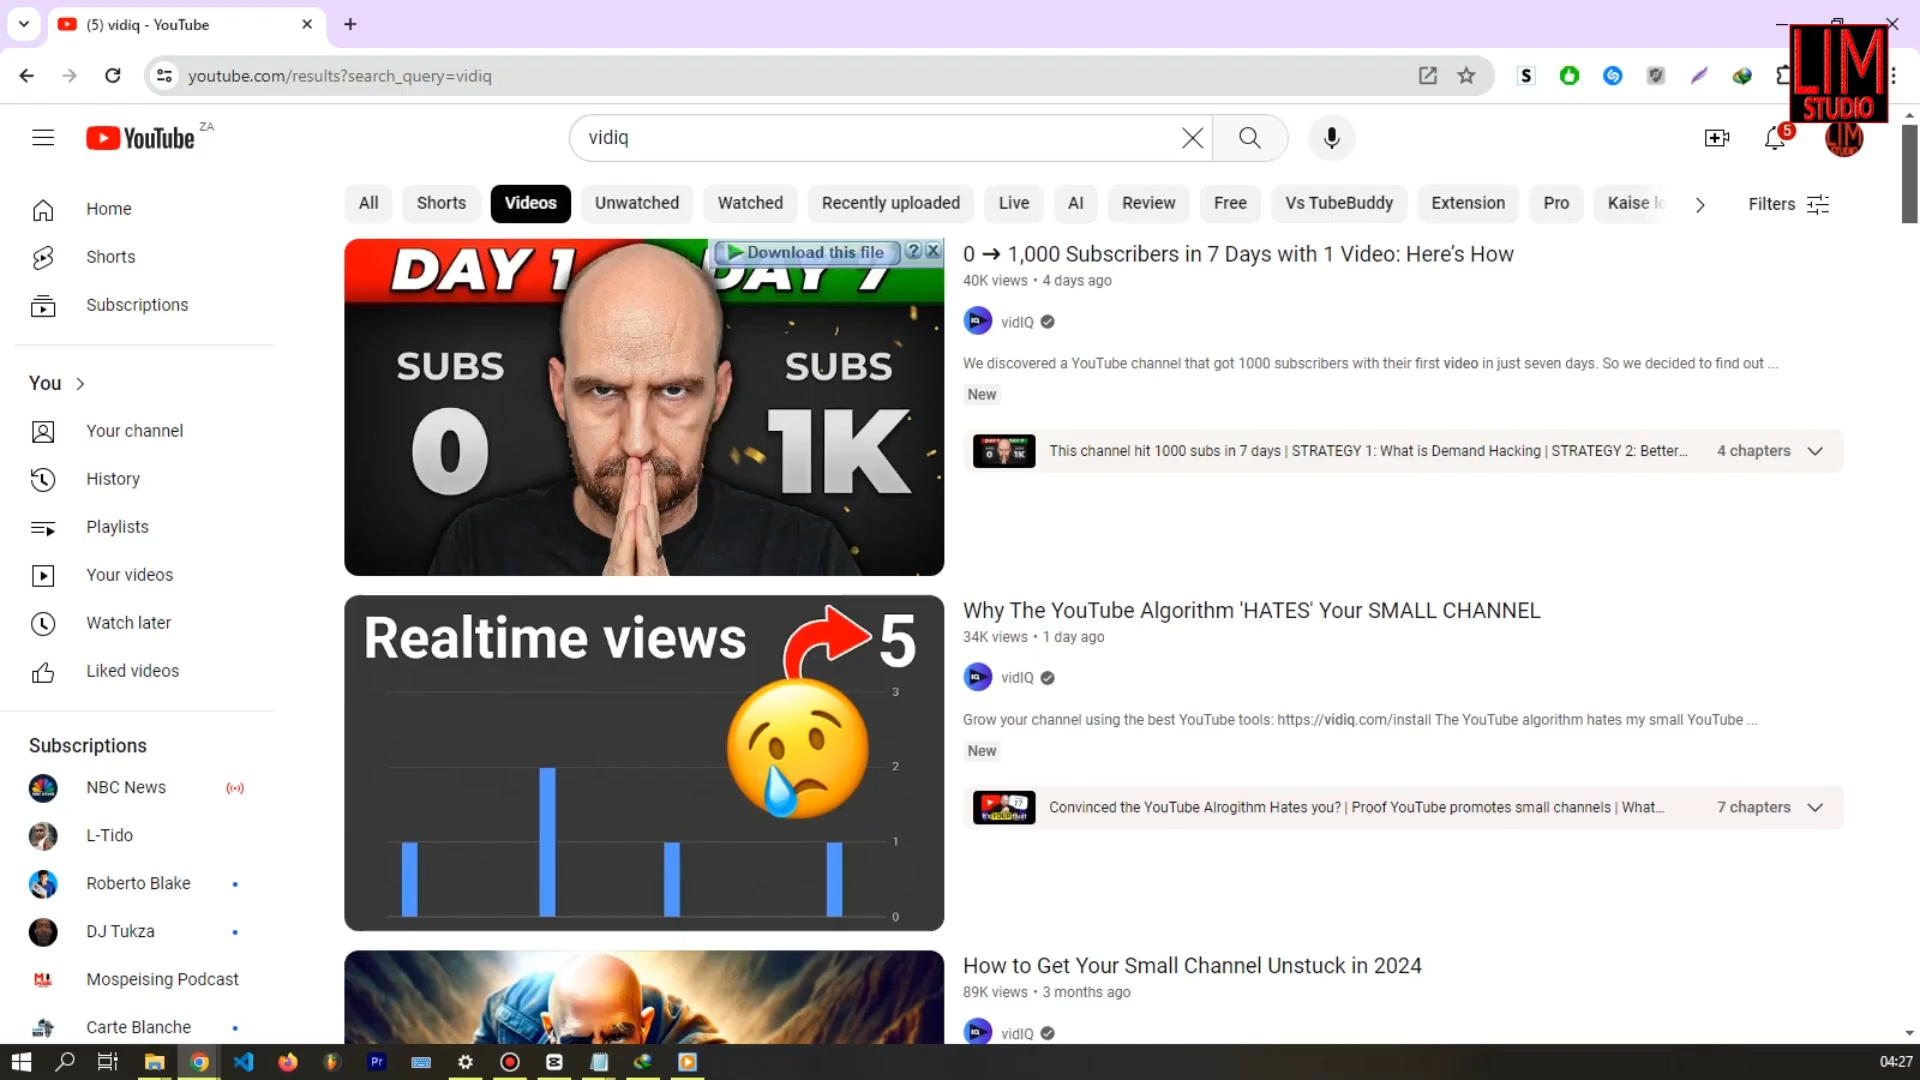 (5) vidiq - YouTube
youtube.com/results?search_query=vidiq
S
LIM
STUDIO
YouTube ZA
vidiq
5
LIM
STUDIO
All
Shorts
Videos
Unwatched
Watched
Recently uploaded
Live
AI
Review
Free
Vs TubeBuddy
Extension
Pro
Kaise lo
Filters
Home
Shorts
Subscriptions
You
Your channel
History
Playlists
Your videos
Watch later
Liked videos
Subscriptions
NBC News
L-Tido
Roberto Blake
DJ Tukza
Mospeising Podcast
Carte Blanche
DAY 1
DAY 7
Download this file
?
SUBS
0
SUBS
1K
0 ➔ 1,000 Subscribers in 7 Days with 1 Video: Here’s How
40K views • 4 days ago
vidIQ
We discovered a YouTube channel that got 1000 subscribers with their first video in just seven days. So we decided to find out ...
New
This channel hit 1000 subs in 7 days | STRATEGY 1: What is Demand Hacking | STRATEGY 2: Better...
4 chapters
Realtime views
5
3
2
1
0
Why The YouTube Algorithm 'HATES' Your SMALL CHANNEL
34K views • 1 day ago
vidIQ
Grow your channel using the best YouTube tools: https://vidiq.com/install The YouTube algorithm hates my small YouTube ...
New
Convinced the YouTube Alrogithm Hates you? | Proof YouTube promotes small channels | What...
7 chapters
How to Get Your Small Channel Unstuck in 2024
89K views • 3 months ago
vidIQ
Pr
04:27